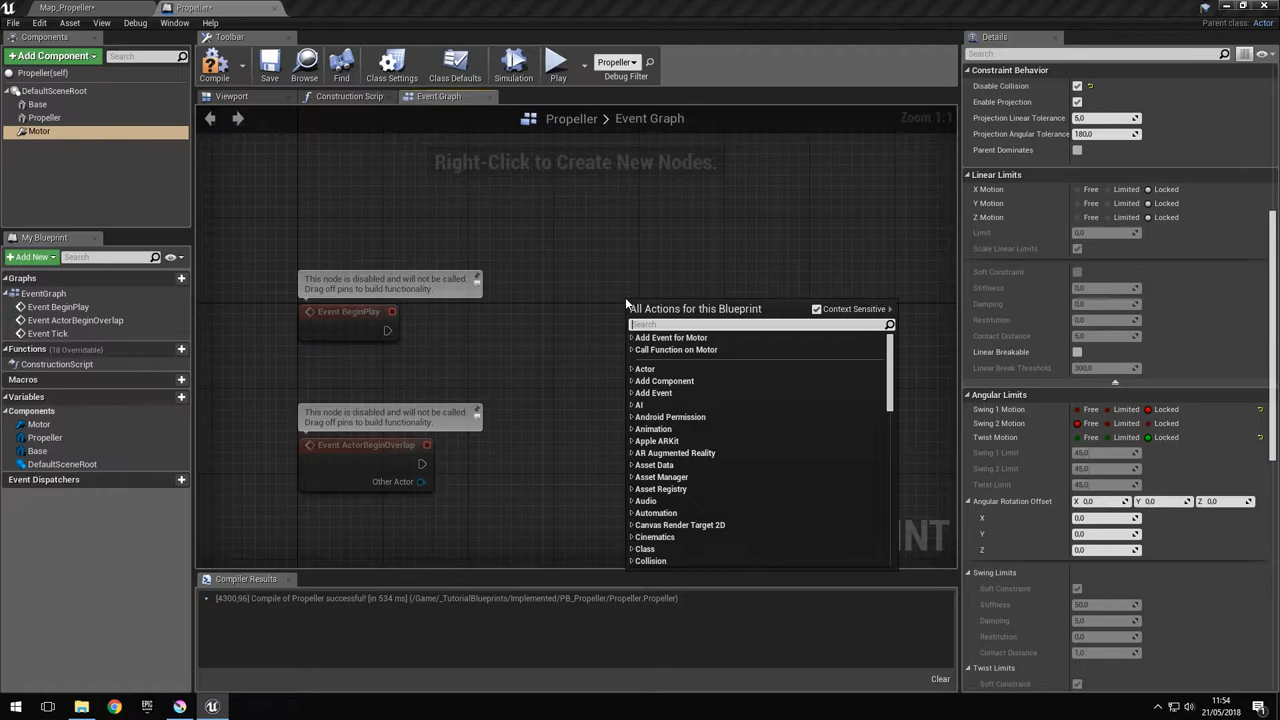 Map_Propeller*
Propeller*
File
Edit
Asset
View
Debug
Window
Help
Parent class: Actor
Components
+ Add Component
Search
Propeller(self)
DefaultSceneRoot
Base
Propeller
Motor
Toolbar
Compile
Save
Browse
Find
Class Settings
Class Defaults
Simulation
Play
Propeller
Debug Filter
Viewport
Construction Scrip
Event Graph
Propeller > Event Graph
Zoom 1:1
Right-Click to Create New Nodes.
This node is disabled and will not be called.
Drag off pins to build functionality.
Event BeginPlay
This node is disabled and will not be called.
Drag off pins to build functionality.
Event ActorBeginOverlap
Other Actor
All Actions for this Blueprint
Context Sensitive
Search
Add Event for Motor
Call Function on Motor
Actor
Add Component
Add Event
AI
Android Permission
Animation
Apple ARKit
AR Augmented Reality
Asset Data
Asset Manager
Asset Registry
Audio
Automation
Canvas Render Target 2D
Cinematics
Class
Collision
My Blueprint
+ Add New
Search
Graphs
EventGraph
Event BeginPlay
Event ActorBeginOverlap
Event Tick
Functions (18 Overridable)
ConstructionScript
Macros
Variables
Components
Motor
Propeller
Base
DefaultSceneRoot
Event Dispatchers
Compiler Results
[4300,96] Compile of Propeller successful! [in 534 ms] (/Game/_TutorialBlueprints/Implemented/PB_Propeller/Propeller.Propeller)
Clear
Details
Search
Constraint Behavior
Disable Collision
Enable Projection
Projection Linear Tolerance 5,0
Projection Angular Tolerance 180,0
Parent Dominates
Linear Limits
X Motion Free Limited Locked
Y Motion Free Limited Locked
Z Motion Free Limited Locked
Limit 0,0
Scale Linear Limits
Soft Constraint
Stiffness 0,0
Damping 0,0
Restitution 0,0
Contact Distance 5,0
Linear Breakable
Linear Break Threshold 300,0
Angular Limits
Swing 1 Motion Free Limited Locked
Swing 2 Motion Free Limited Locked
Twist Motion Free Limited Locked
Swing 1 Limit 45,0
Swing 2 Limit 45,0
Twist Limit 45,0
Angular Rotation Offset X 0,0 Y 0,0 Z 0,0
X 0,0
Y 0,0
Z 0,0
Swing Limits
Soft Constraint
Stiffness 50,0
Damping 5,0
Restitution 0,0
Contact Distance 1,0
Twist Limits
Soft Constraint
11:54
21/05/2018